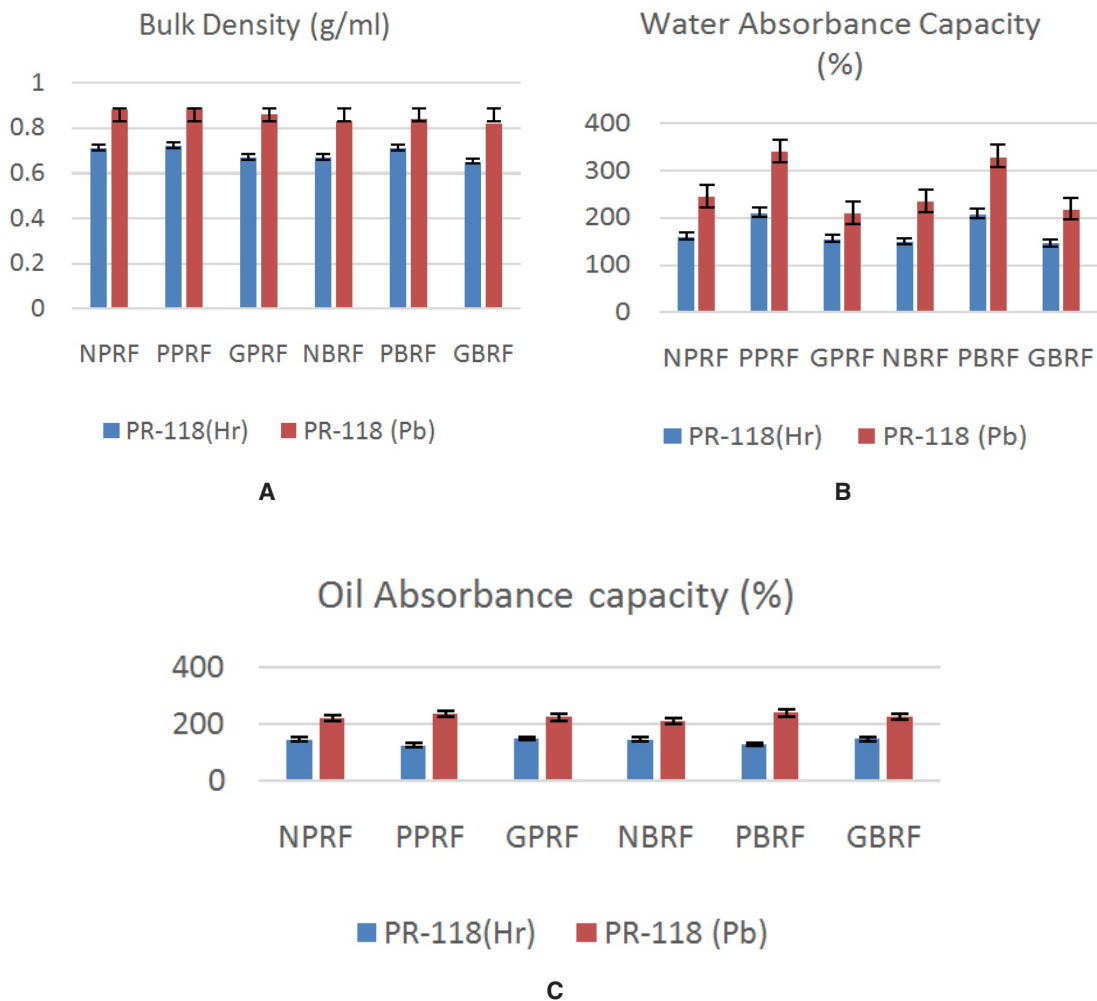 Bulk Density (g/ml)
1
0.8
0.6
0.4
0.2
0
NPRF PPRF GPRF NBRF PBRF GBRF
PR-118(Hr) PR-118 (Pb)
A
Water Absorbance Capacity
(%)
400
300
200
100
0
NPRF PPRF GPRF NBRF PBRF GBRF
PR-118(Hr) PR-118 (Pb)
B
Oil Absorbance capacity (%)
400
200
0
NPRF PPRF GPRF NBRF PBRF GBRF
PR-118(Hr) PR-118 (Pb)
C